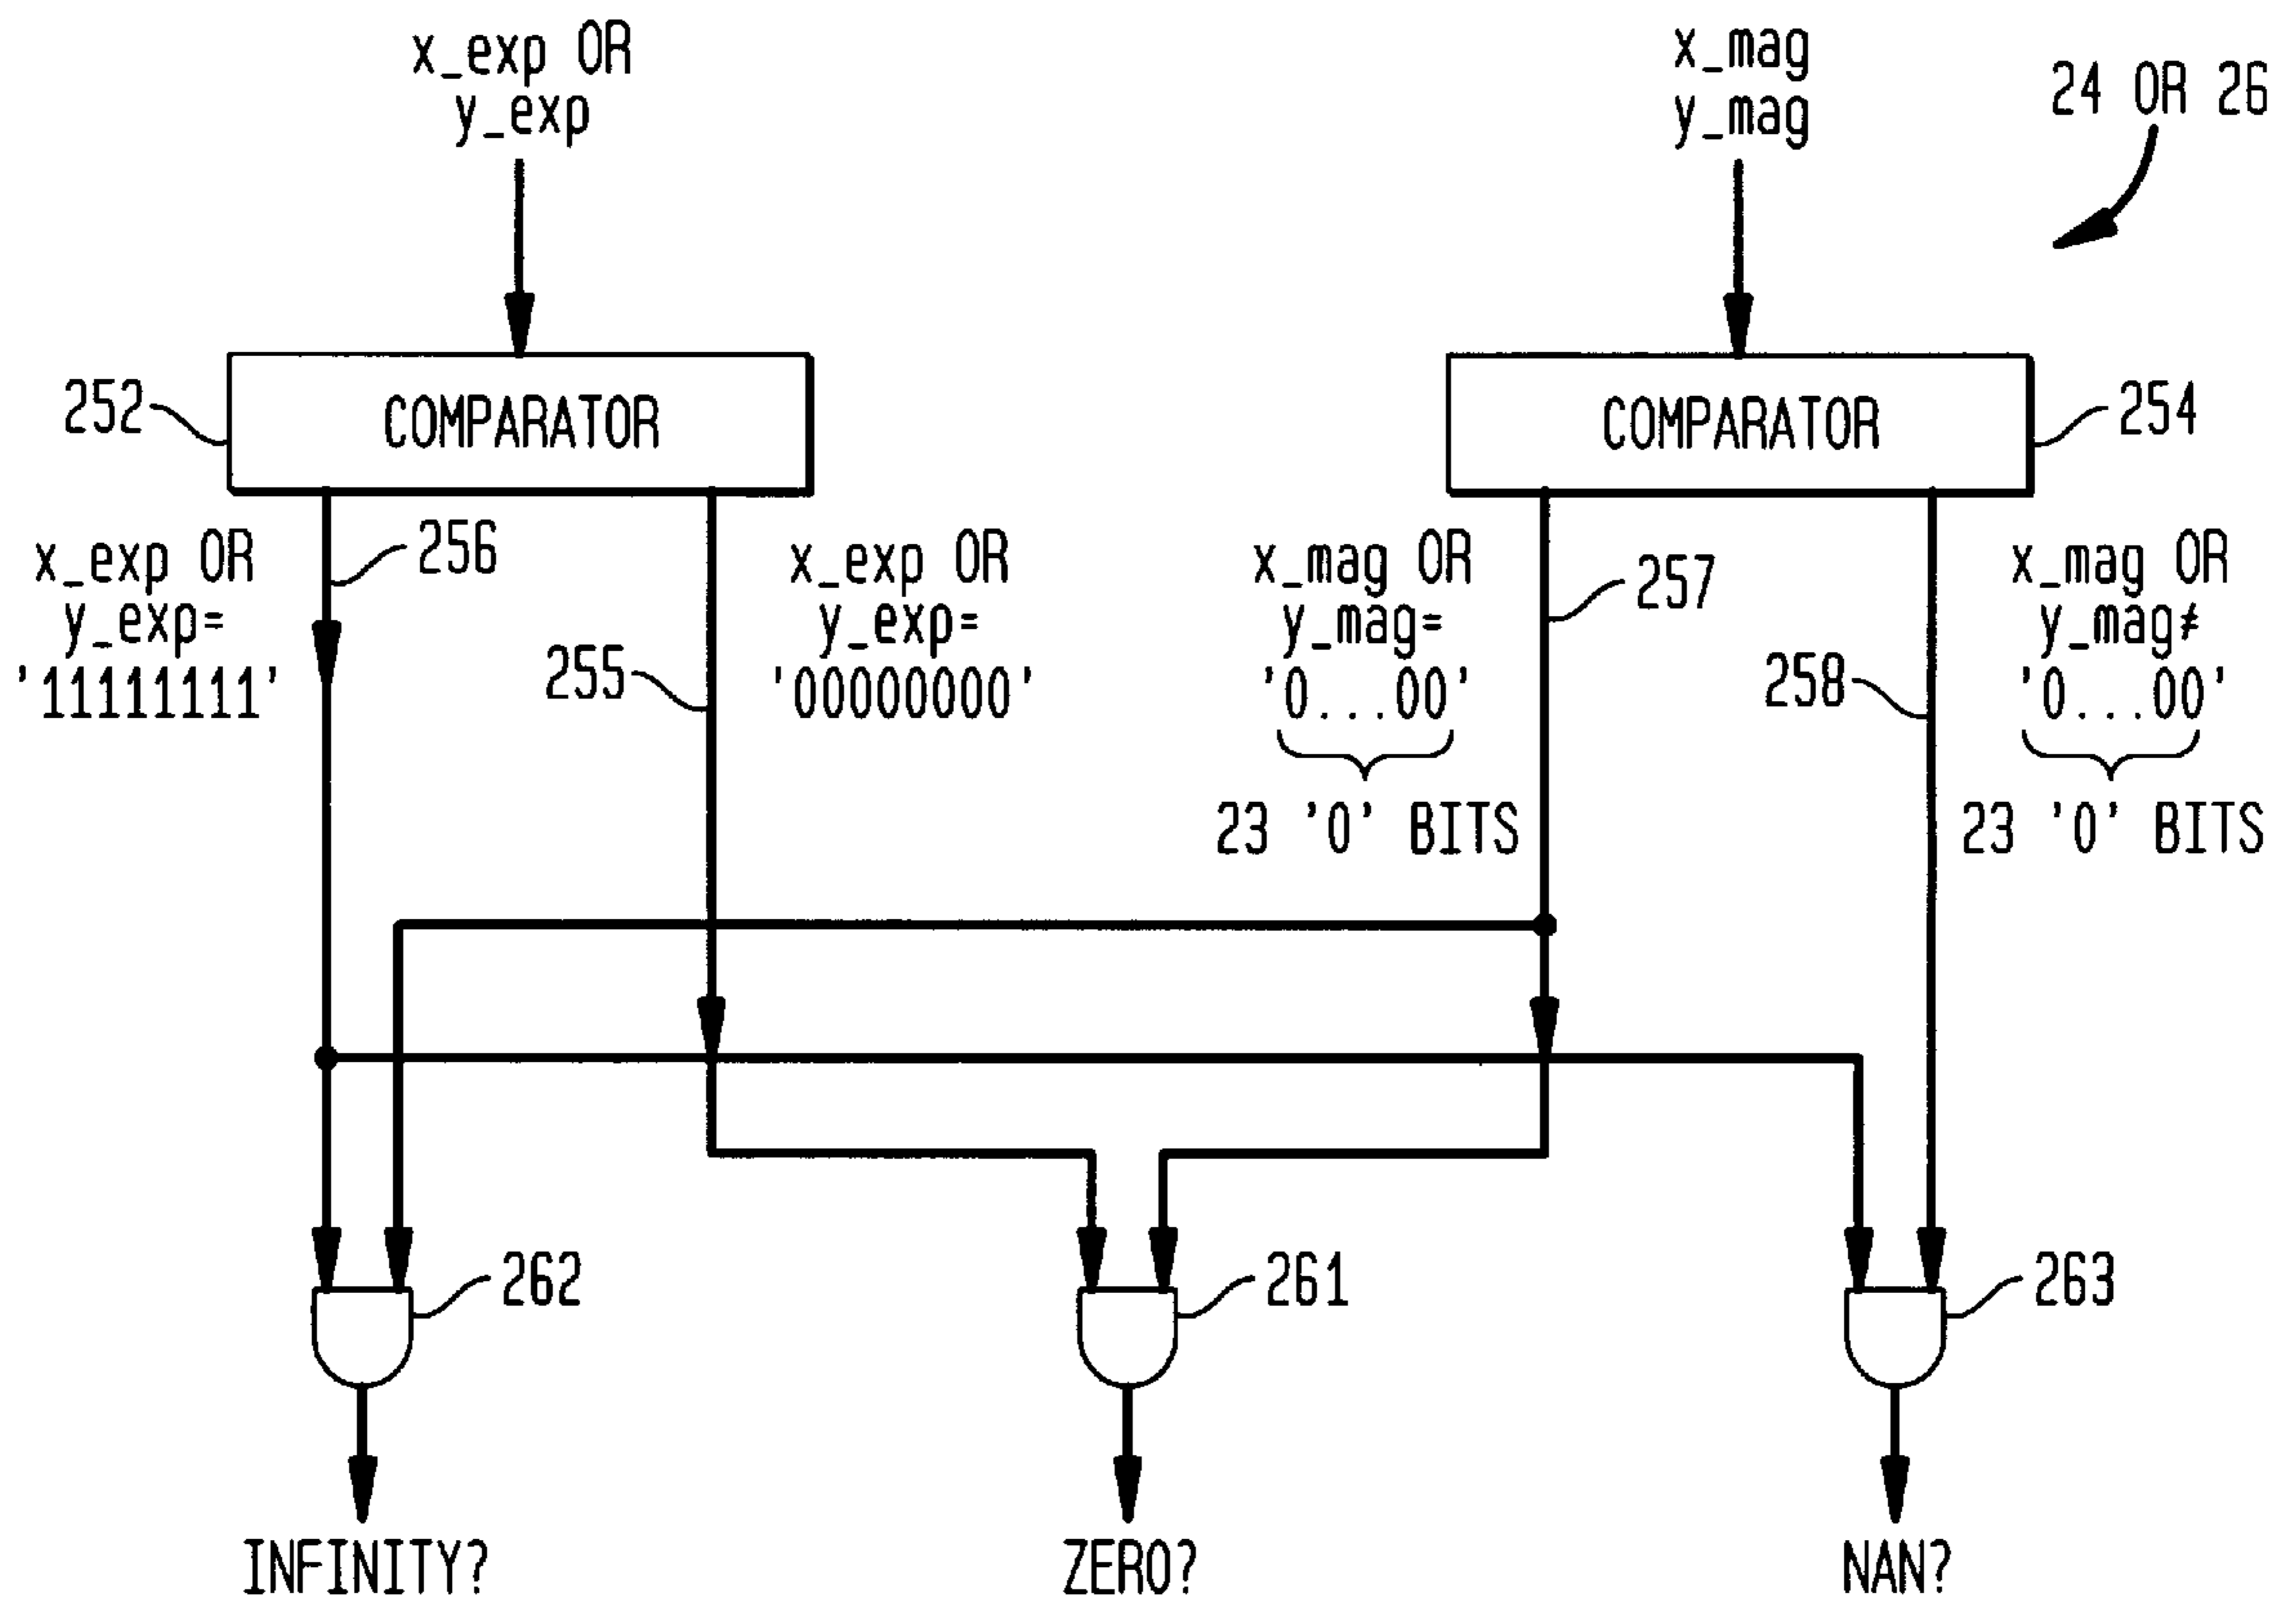 x_exp OR
y_exp
x_mag
y_mag
24 OR 26
252
COMPARATOR
COMPARATOR
254
x_exp OR
y_exp=
'11111111'
256
255
x_exp OR
y_exp=
'00000000'
x_mag OR
y_mag=
'0...00'
23 '0' BITS
257
258
x_mag OR
y_mag≠
'0...00'
23 '0' BITS
262
261
263
INFINITY?
ZERO?
NAN?